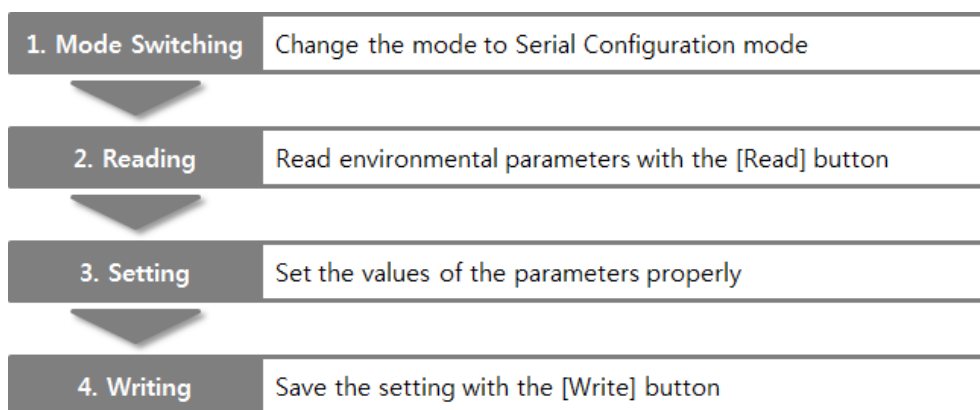 1. Mode Switching Change the mode to Serial Configuration mode
2. Reading Read environmental parameters with the [Read] button
3. Setting Set the values of the parameters properly
4. Writing Save the setting with the [Write] button